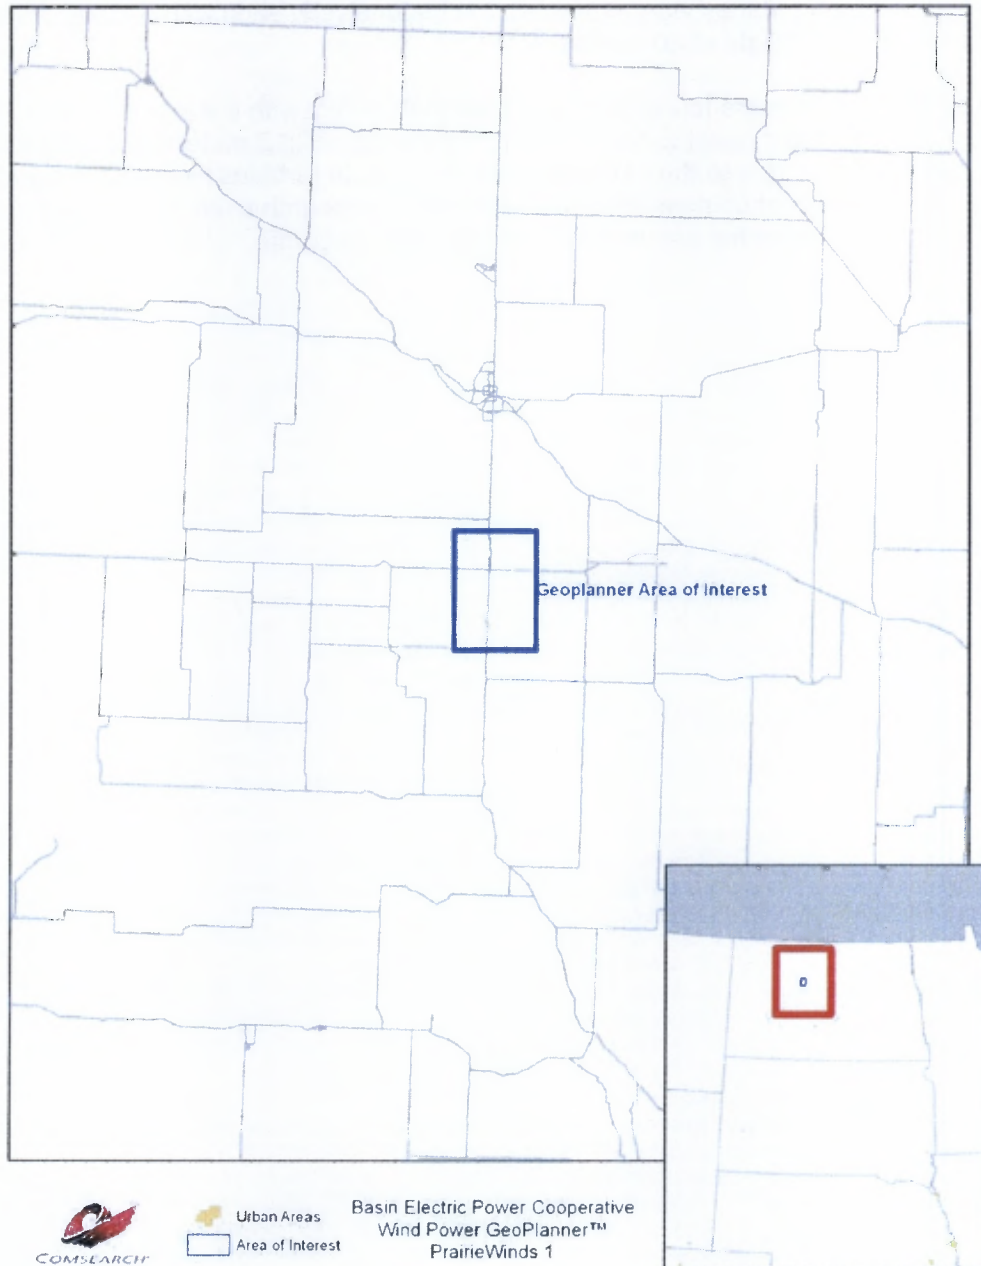 Geoplanner Area of Interest
COMSEARCH
Urban Areas
Area of Interest
Basin Electric Power Cooperative
Wind Power GeoPlanner™
PrairieWinds 1